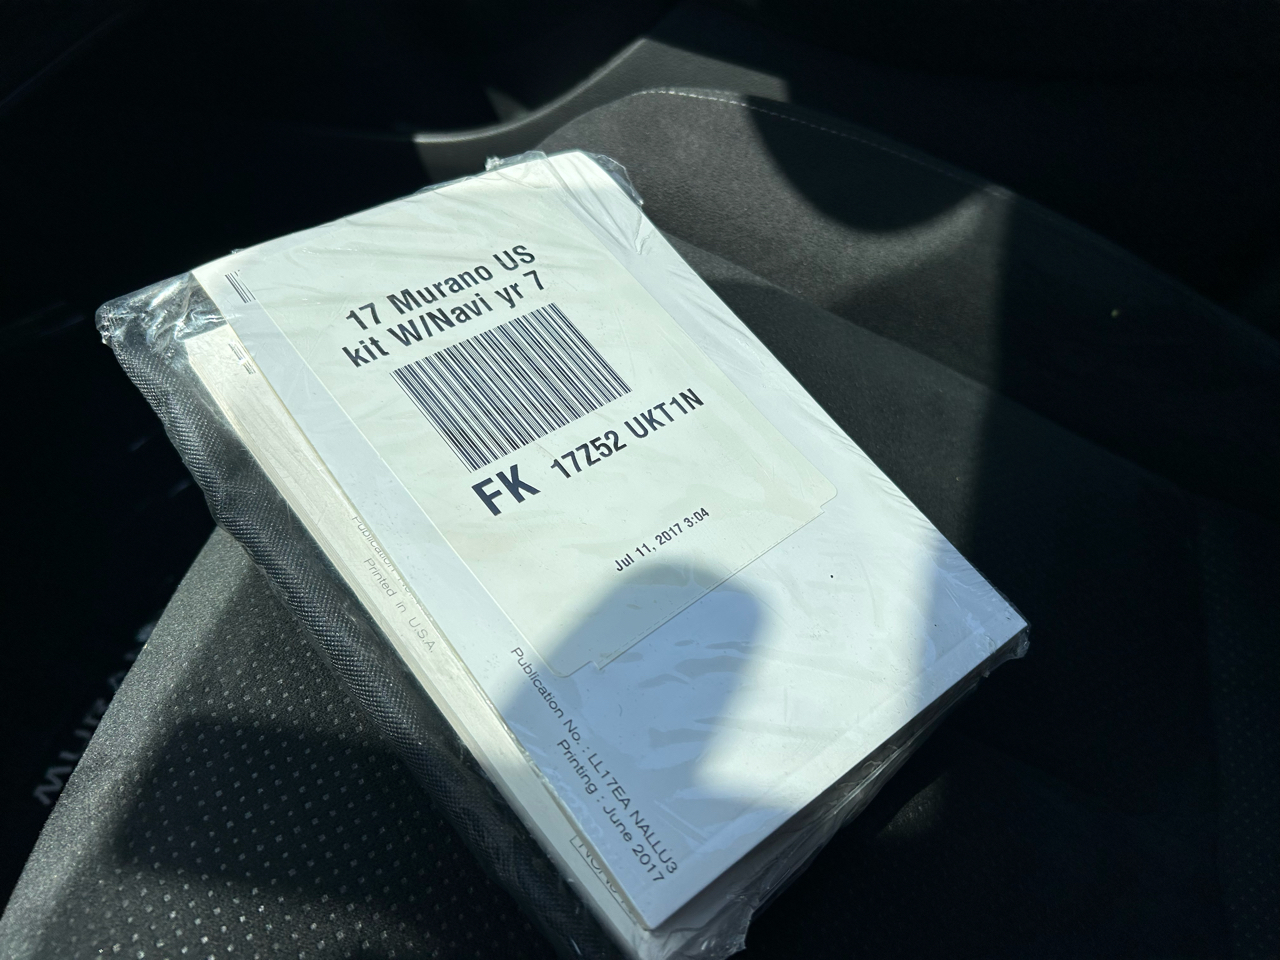 17 Murano US
kit W/Navi yr 7
FK 17Z52 UKT1N
Jul 11, 2017 3:04
Publication
Printed in U.S.A.
Publication No.: LL17EA NALLU3
Printing : June 2017